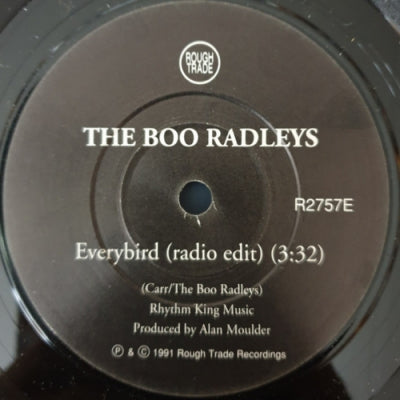 ROUGH
TRADE
THE BOO RADLEYS
R2757E
Everybird (radio edit) (3:32)
(Carr/The Boo Radleys)
Rhythm King Music
Produced by Alan Moulder
Ⓟ & © 1991 Rough Trade Recordings